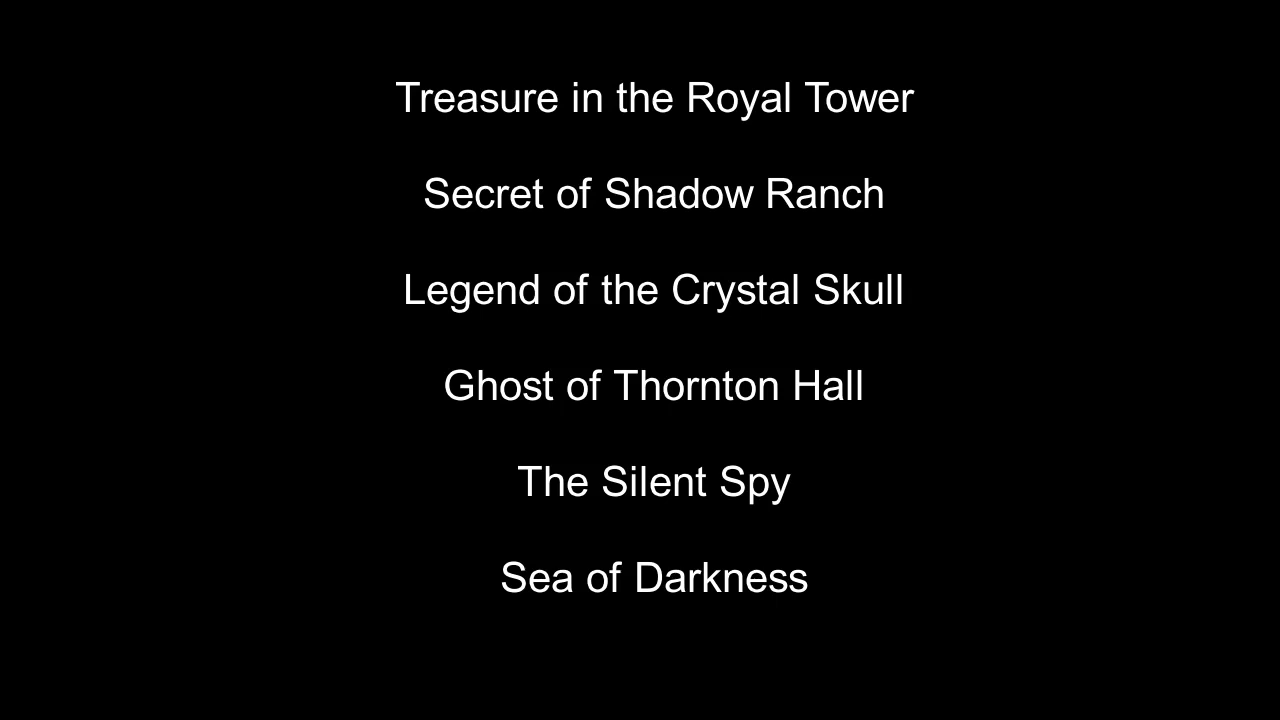 Treasure in the Royal Tower
Secret of Shadow Ranch
Legend of the Crystal Skull
Ghost of Thornton Hall
The Silent Spy
Sea of Darkness